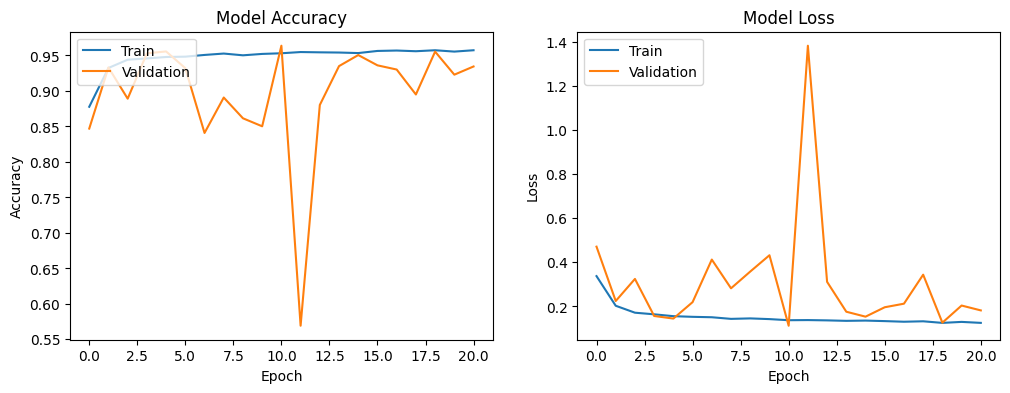 Model Accuracy
Train
Validation
0.95
0.90
0.85
0.80
0.75
0.70
0.65
0.60
0.55
Accuracy
0.0 2.5 5.0 7.5 10.0 12.5 15.0 17.5 20.0
Epoch
Model Loss
Train
Validation
1.4
1.2
1.0
0.8
0.6
0.4
0.2
Loss
0.0 2.5 5.0 7.5 10.0 12.5 15.0 17.5 20.0
Epoch